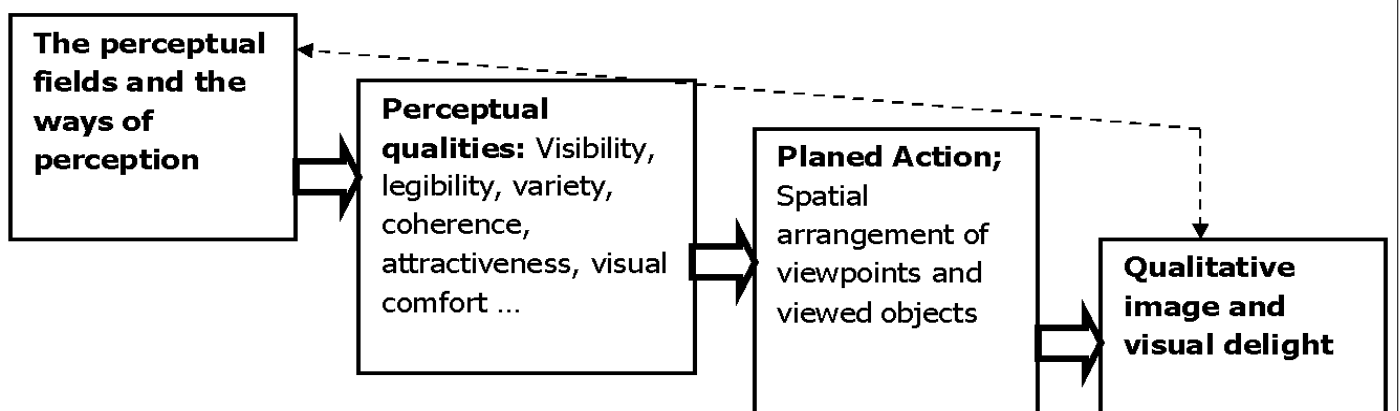 The perceptual
fields and the
ways of
perception
Perceptual
qualities: Visibility,
legibility, variety,
coherence,
attractiveness, visual
comfort ...
Planed Action;
Spatial
arrangement of
viewpoints and
viewed objects
Qualitative
image and
visual delight